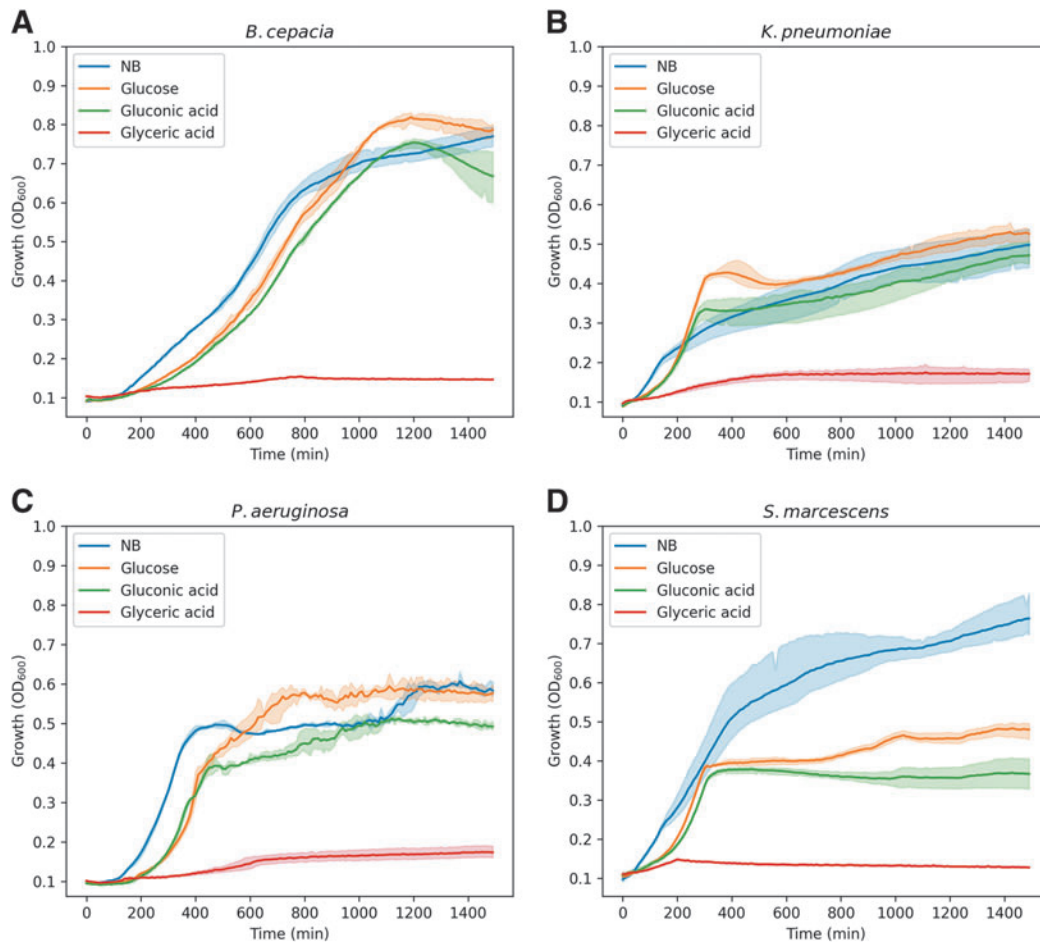 A
B. cepacia
Growth (OD600)
1.0
0.9
0.8
0.7
0.6
0.5
0.4
0.3
0.2
0.1
NB
Glucose
Gluconic acid
Glyceric acid
0 200 400 600 800 1000 1200 1400
Time (min)
B
K. pneumoniae
Growth (OD600)
1.0
0.9
0.8
0.7
0.6
0.5
0.4
0.3
0.2
0.1
NB
Glucose
Gluconic acid
Glyceric acid
0 200 400 600 800 1000 1200 1400
Time (min)
C
P. aeruginosa
Growth (OD600)
1.0
0.9
0.8
0.7
0.6
0.5
0.4
0.3
0.2
0.1
NB
Glucose
Gluconic acid
Glyceric acid
0 200 400 600 800 1000 1200 1400
Time (min)
D
S. marcescens
Growth (OD600)
1.0
0.9
0.8
0.7
0.6
0.5
0.4
0.3
0.2
0.1
NB
Glucose
Gluconic acid
Glyceric acid
0 200 400 600 800 1000 1200 1400
Time (min)